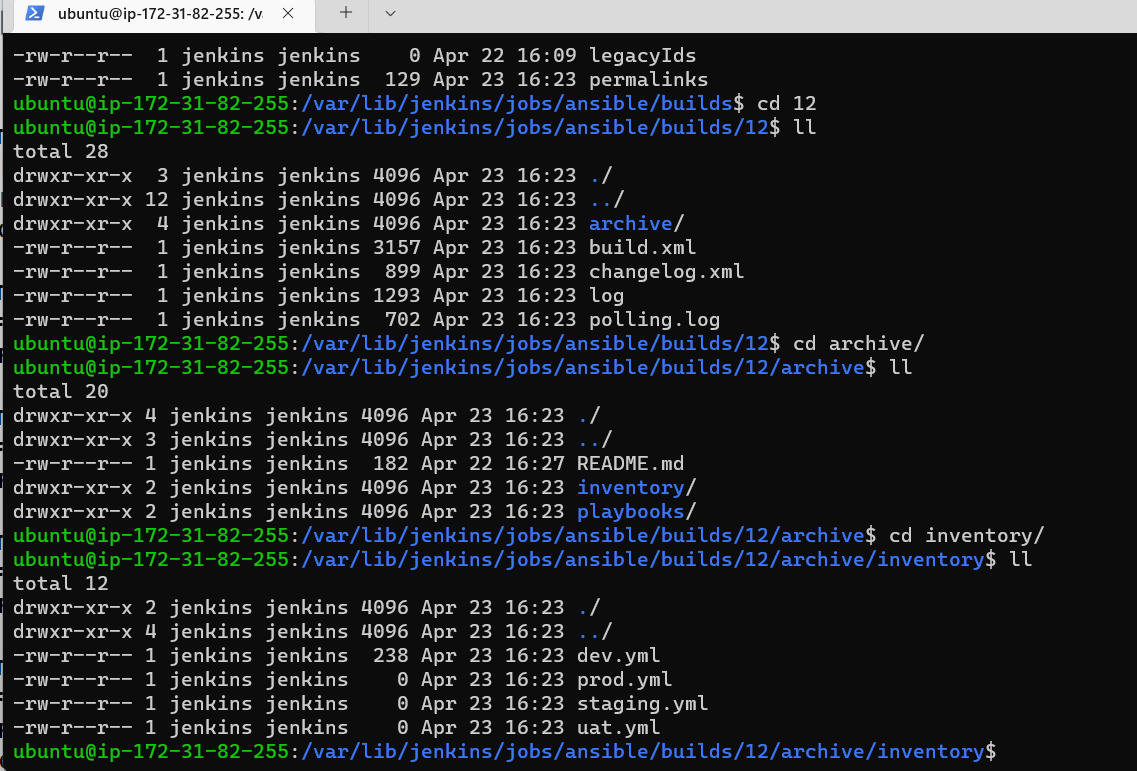 ubuntu@ip-172-31-82-255: /v
-rw-r--r--  1 jenkins jenkins    0 Apr 22 16:09 legacyIds
-rw-r--r--  1 jenkins jenkins  129 Apr 23 16:23 permalinks
ubuntu@ip-172-31-82-255:/var/lib/jenkins/jobs/ansible/builds$ cd 12
ubuntu@ip-172-31-82-255:/var/lib/jenkins/jobs/ansible/builds/12$ ll
total 28
drwxr-xr-x  3 jenkins jenkins 4096 Apr 23 16:23 ./
drwxr-xr-x 12 jenkins jenkins 4096 Apr 23 16:23 ../
drwxr-xr-x  4 jenkins jenkins 4096 Apr 23 16:23 archive/
-rw-r--r--  1 jenkins jenkins 3157 Apr 23 16:23 build.xml
-rw-r--r--  1 jenkins jenkins  899 Apr 23 16:23 changelog.xml
-rw-r--r--  1 jenkins jenkins 1293 Apr 23 16:23 log
-rw-r--r--  1 jenkins jenkins  702 Apr 23 16:23 polling.log
ubuntu@ip-172-31-82-255:/var/lib/jenkins/jobs/ansible/builds/12$ cd archive/
ubuntu@ip-172-31-82-255:/var/lib/jenkins/jobs/ansible/builds/12/archive$ ll
total 20
drwxr-xr-x 4 jenkins jenkins 4096 Apr 23 16:23 ./
drwxr-xr-x 3 jenkins jenkins 4096 Apr 23 16:23 ../
-rw-r--r-- 1 jenkins jenkins  182 Apr 22 16:27 README.md
drwxr-xr-x 2 jenkins jenkins 4096 Apr 23 16:23 inventory/
drwxr-xr-x 2 jenkins jenkins 4096 Apr 23 16:23 playbooks/
ubuntu@ip-172-31-82-255:/var/lib/jenkins/jobs/ansible/builds/12/archive$ cd inventory/
ubuntu@ip-172-31-82-255:/var/lib/jenkins/jobs/ansible/builds/12/archive/inventory$ ll
total 12
drwxr-xr-x 2 jenkins jenkins 4096 Apr 23 16:23 ./
drwxr-xr-x 4 jenkins jenkins 4096 Apr 23 16:23 ../
-rw-r--r-- 1 jenkins jenkins  238 Apr 23 16:23 dev.yml
-rw-r--r-- 1 jenkins jenkins    0 Apr 23 16:23 prod.yml
-rw-r--r-- 1 jenkins jenkins    0 Apr 23 16:23 staging.yml
-rw-r--r-- 1 jenkins jenkins    0 Apr 23 16:23 uat.yml
ubuntu@ip-172-31-82-255:/var/lib/jenkins/jobs/ansible/builds/12/archive/inventory$